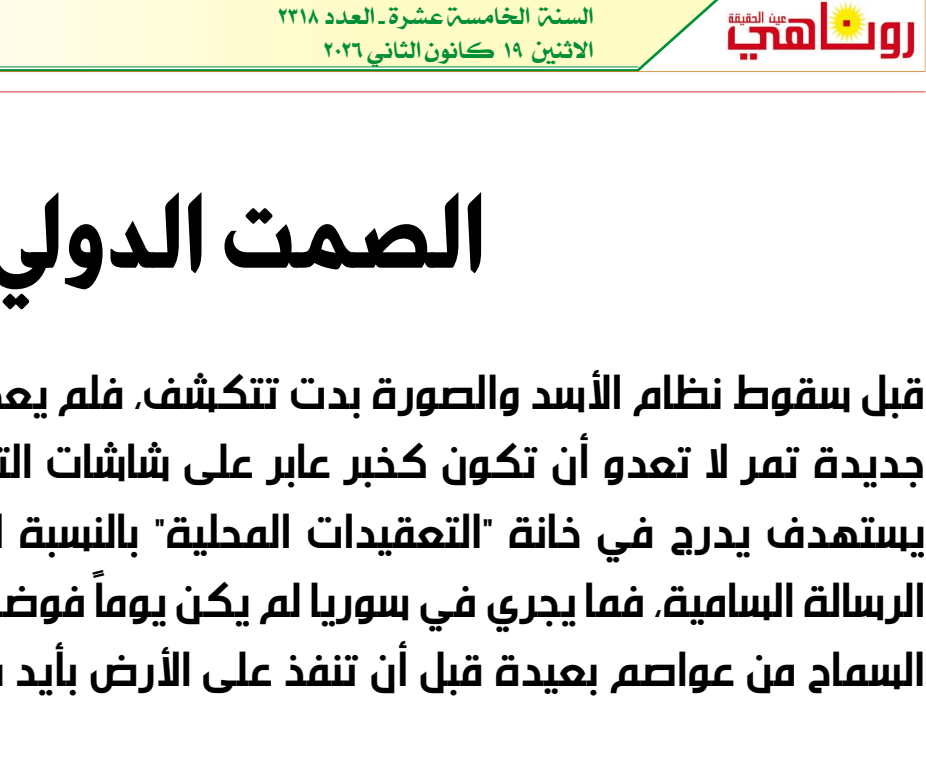 عين الحقيقة
روناهي
السنة الخامسة عشرة ـ العدد ٢٣١٨
الاثنين ١٩ كانون الثاني ٢٠٢٦
الصمت الدولي
قبل سقوط نظام الأسد والصورة بدت تتكشف، فلم
جديدة تمر لا تعدو أن تكون كخبر عابر على شاشات
يستهدف يدرج في خانة "التعقيدات المحلية" بالنسبة
الرسالة السامية، فما يجري في سوريا لم يكن يوماً
السماح من عواصم بعيدة قبل أن تنفذ على الأرض بأيد